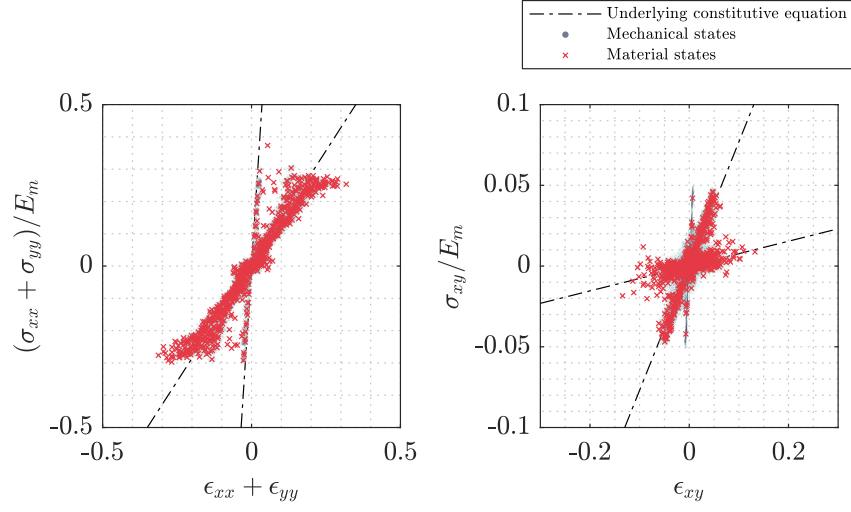 Underlying constitutive equation
Mechanical states
Material states
0.5
0
-0.5
-0.5
0
0.5
(σxx + σyy)/Em
ϵxx + ϵyy
0.1
0.05
0
-0.05
-0.1
-0.2
0
0.2
σxy/Em
ϵxy